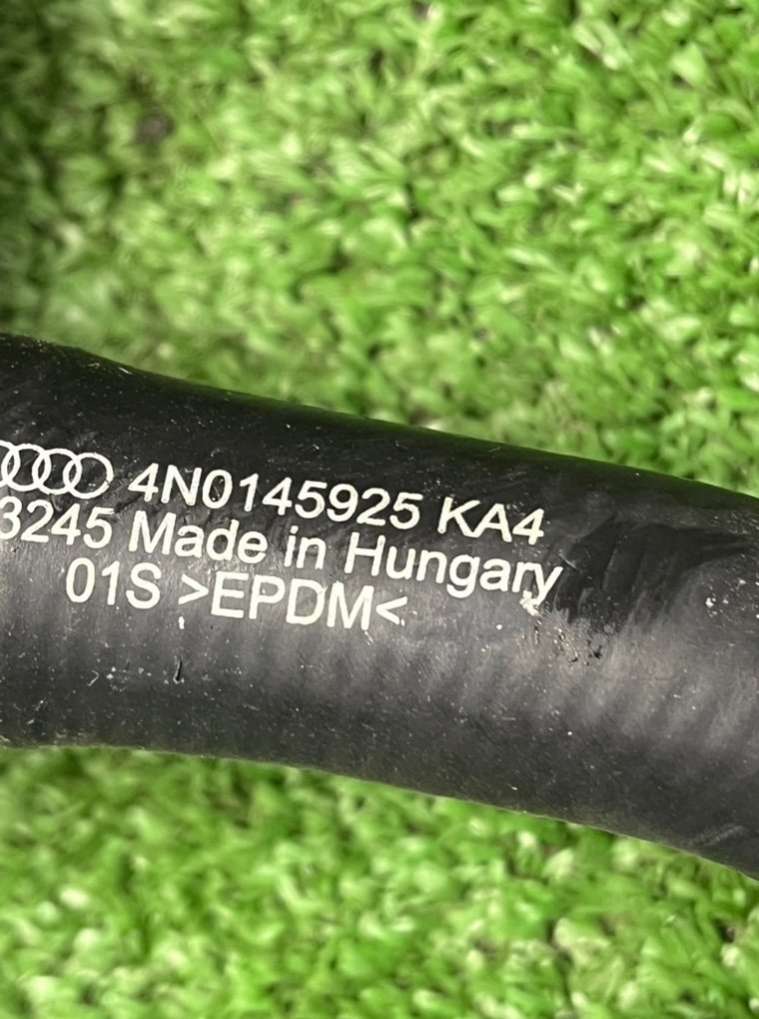 4N0145925 KA4
3245 Made in Hungary
01S >EPDM<